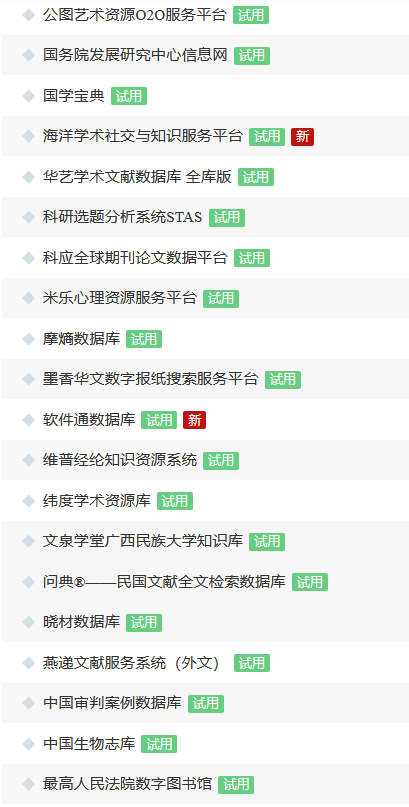 公图艺术资源O2O服务平台 试用
国务院发展研究中心信息网 试用
国学宝典 试用
海洋学术社交与知识服务平台 试用 新
华艺学术文献数据库 全库版 试用
科研选题分析系统STAS 试用
科应全球期刊论文数据平台 试用
米乐心理资源服务平台 试用
摩熵数据库 试用
墨香华文数字报纸搜索服务平台 试用
软件通数据库 试用 新
维普经纶知识资源系统 试用
纬度学术资源库 试用
文泉学堂广西民族大学知识库 试用
问典®——民国文献全文检索数据库 试用
晓材数据库 试用
燕递文献服务系统（外文） 试用
中国审判案例数据库 试用
中国生物志库 试用
最高人民法院数字图书馆 试用